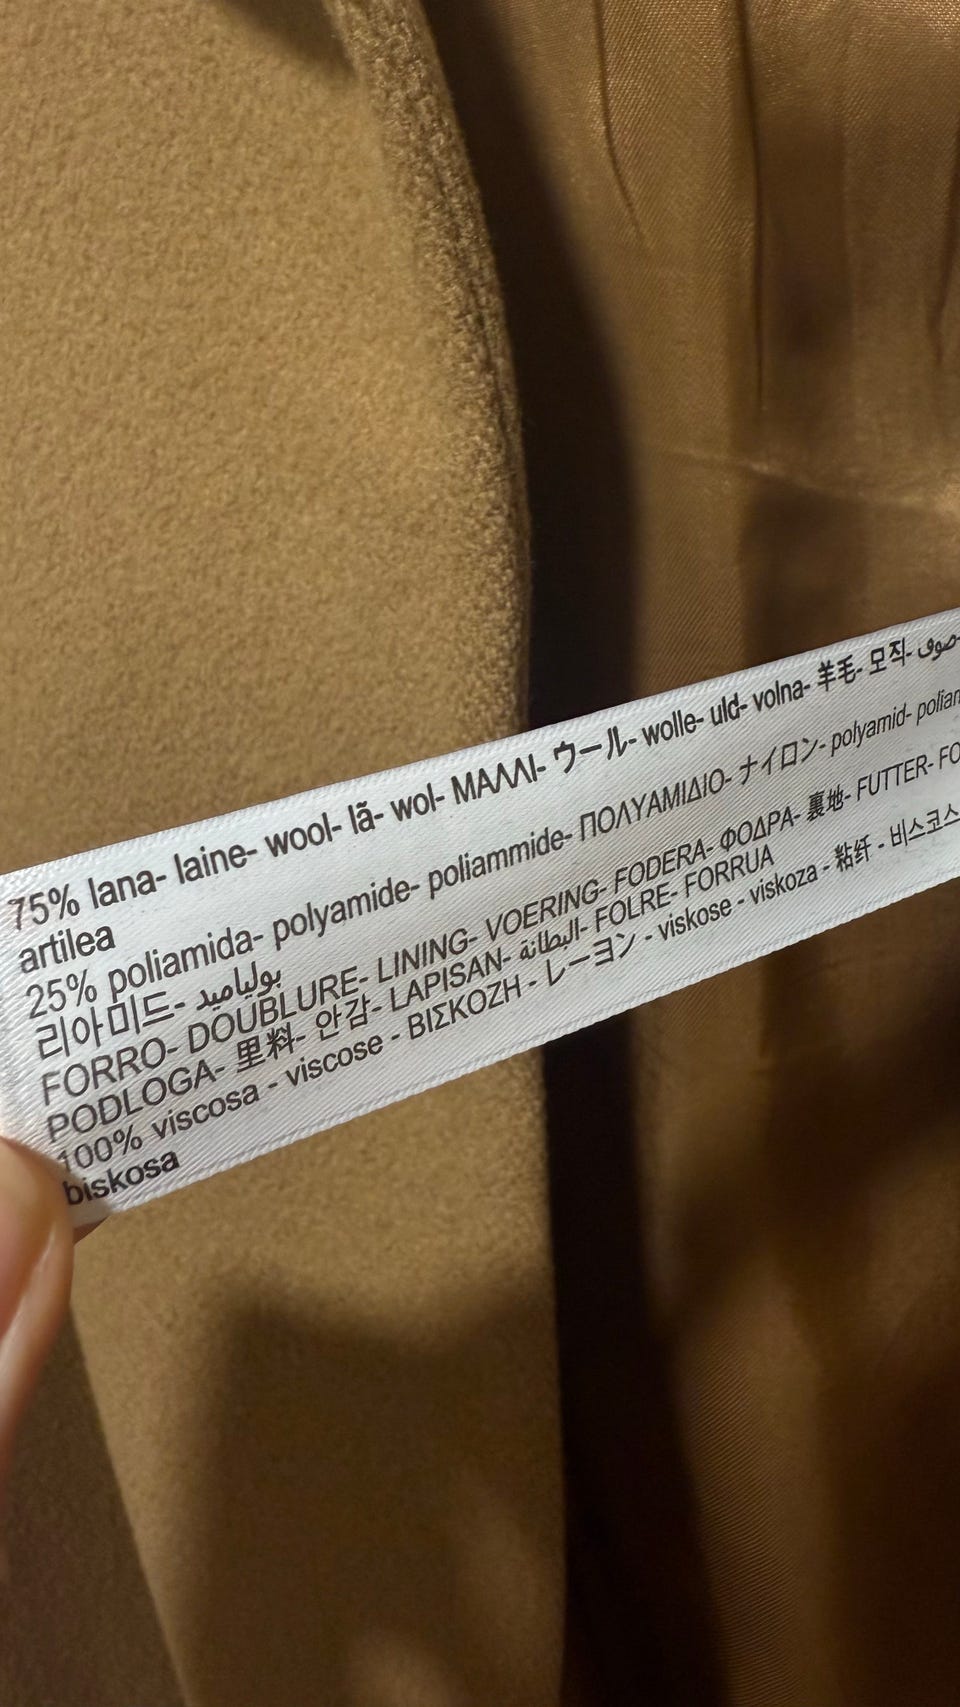 75% lana- laine- wool- lã- wol- ΜΑΛΛΙ- ウール- wolle- uld- volna- 羊毛- 모직- صوف-
artilea
25% poliamida- polyamide- poliammide- ΠΟΛΥΑΜΙΔΙΟ- ナイロン- polyamid-
리아미드- بولياميد
FORRO- DOUBLURE- LINING- VOERING- FODERA- ΦΟΔΡΑ- 裏地- FUTTER-
PODLOGA- 里料- 안감- LAPISAN- البطانة- FOLRE- FORRUA
100% viscosa - viscose - ΒΙΣΚΟΖΗ - レーヨン - viskose - viskoza - 粘纤 - 비스코스
biskosa